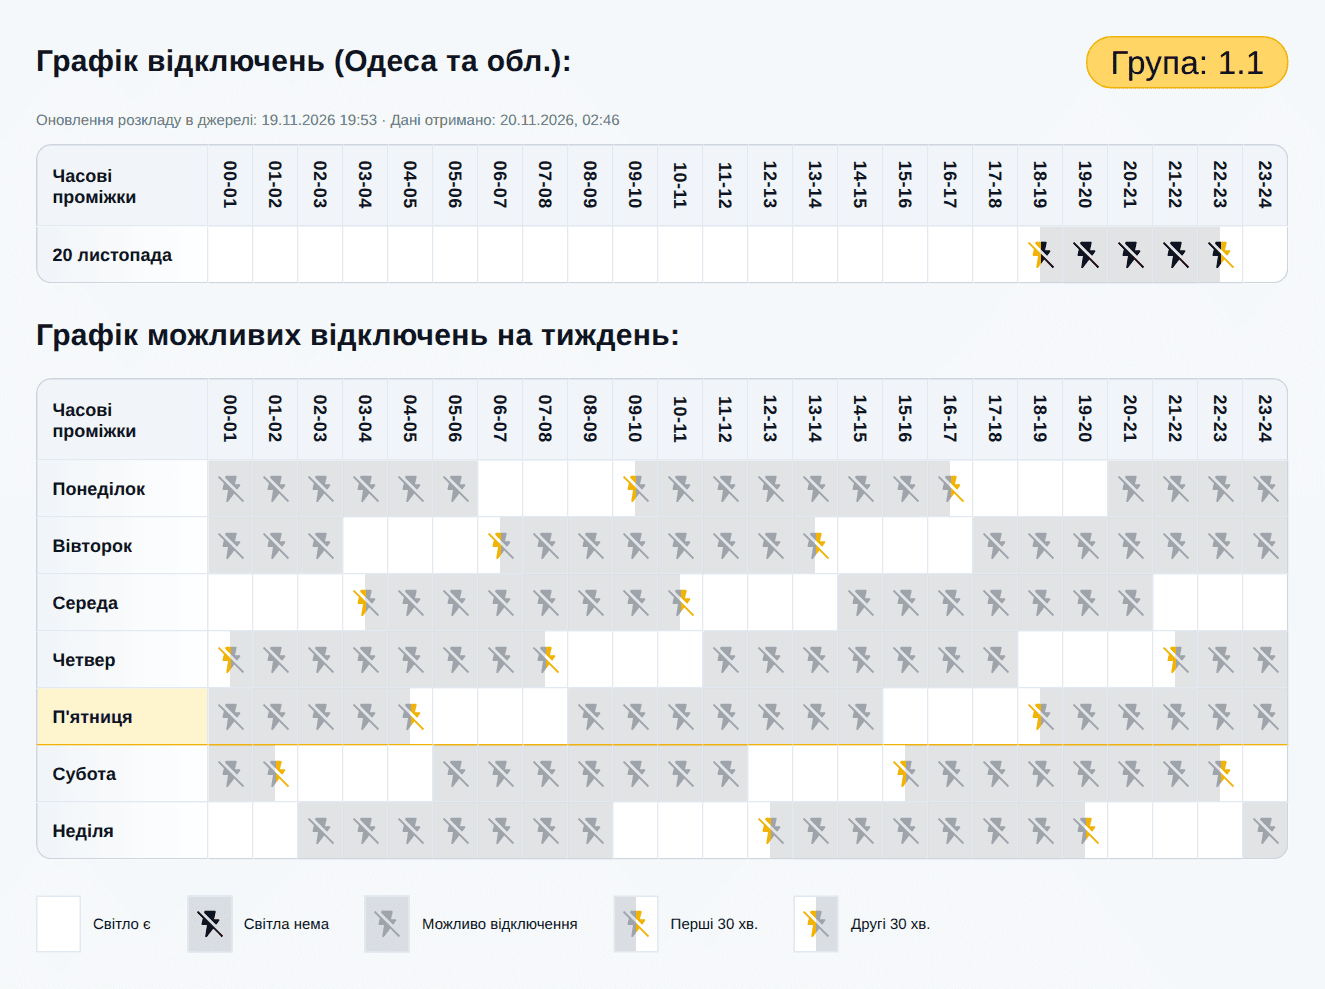 Графік відключень (Одеса та обл.):
Група: 1.1
Оновлення розкладу в джерелі: 19.11.2026 19:53 · Дані отримано: 20.11.2026, 02:46
Часові проміжки 00-01 01-02 02-03 03-04 04-05 05-06 06-07 07-08 08-09 09-10 10-11 11-12 12-13 13-14 14-15 15-16 16-17 17-18 18-19 19-20 20-21 21-22 22-23 23-24
20 листопада
Графік можливих відключень на тиждень:
Часові проміжки 00-01 01-02 02-03 03-04 04-05 05-06 06-07 07-08 08-09 09-10 10-11 11-12 12-13 13-14 14-15 15-16 16-17 17-18 18-19 19-20 20-21 21-22 22-23 23-24
Понеділок
Вівторок
Середа
Четвер
П'ятниця
Субота
Неділя
Світло є Світла нема Можливо відключення Перші 30 хв. Другі 30 хв.